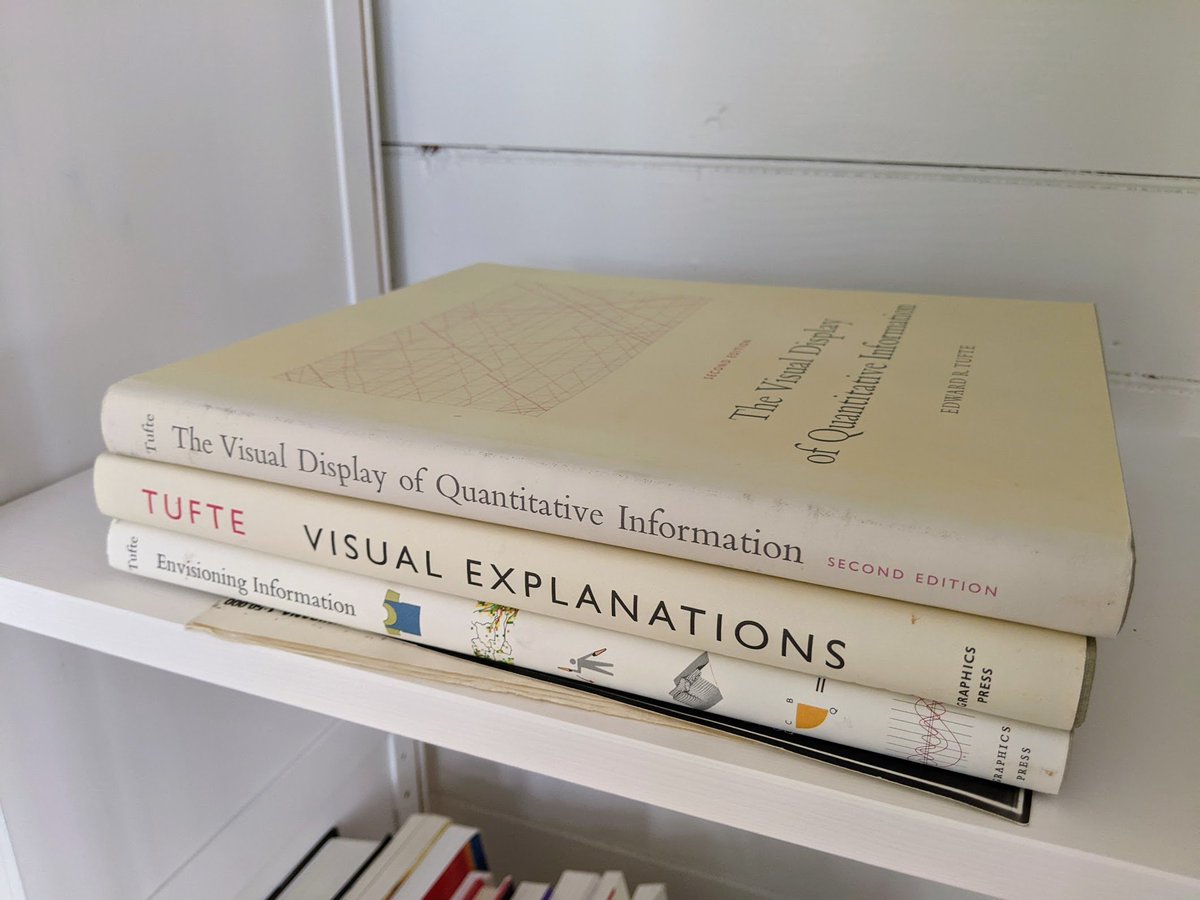 SECOND EDITION
The Visual Display
of Quantitative Information
EDWARD R. TUFTE
Tufte
The Visual Display of Quantitative Information
SECOND EDITION
TUFTE
VISUAL EXPLANATIONS
GRAPHICS
PRESS
Tufte
Envisioning Information
B
C
Q
GRAPHICS
PRESS